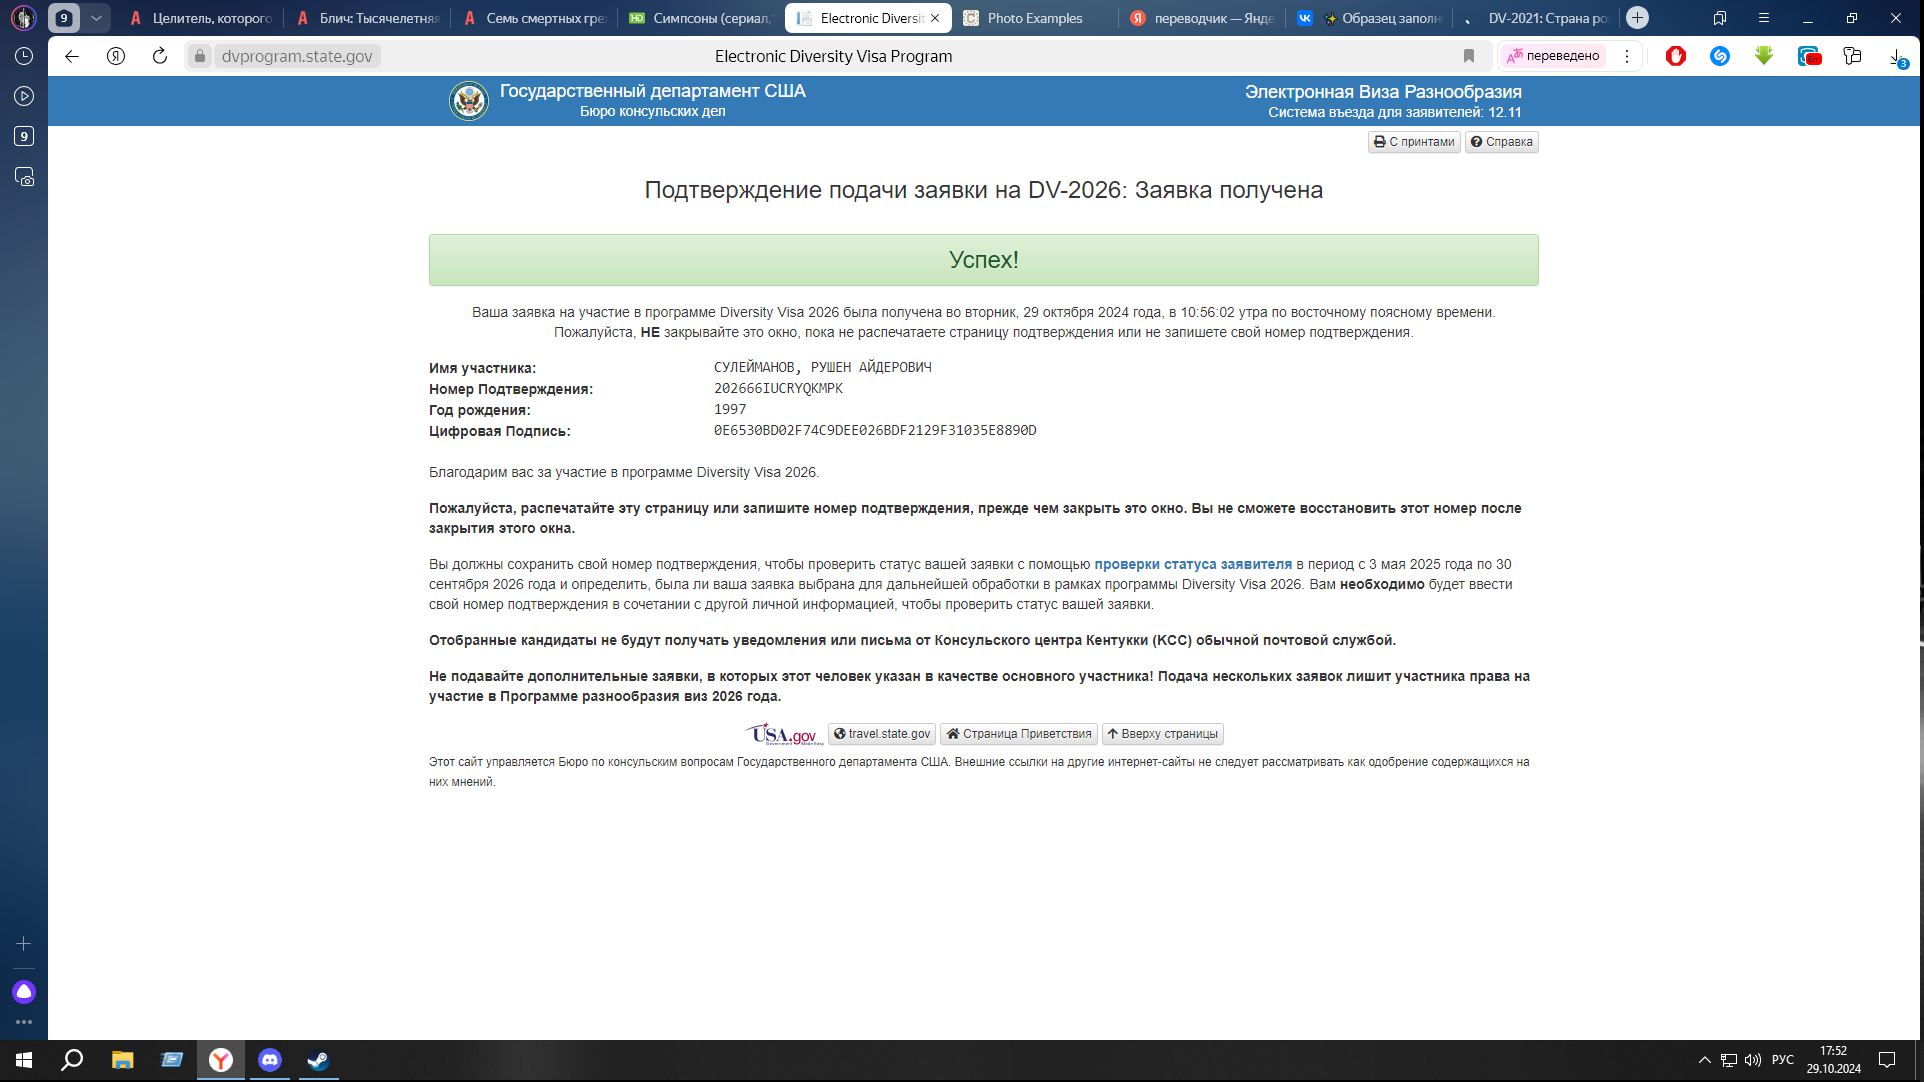 9
Целитель, которого
Блич: Тысячелетняя
Семь смертных гре
HD Симпсоны (сериал,
Electronic Diversit
Photo Examples
переводчик — Янде
Образец заполн
DV-2021: Страна ро
dvprogram.state.gov
Electronic Diversity Visa Program
переведено
3
9
Государственный департамент США
Бюро консульских дел
Электронная Виза Разнообразия
Система въезда для заявителей: 12.11
С принтами
Справка
Подтверждение подачи заявки на DV-2026: Заявка получена
Успех!
Ваша заявка на участие в программе Diversity Visa 2026 была получена во вторник, 29 октября 2024 года, в 10:56:02 утра по восточному поясному времени.
Пожалуйста, НЕ закрывайте это окно, пока не распечатаете страницу подтверждения или не запишете свой номер подтверждения.
Имя участника: СУЛЕЙМАНОВ, РУШЕН АЙДЕРОВИЧ
Номер Подтверждения: 202666IUCRYQKMPK
Год рождения: 1997
Цифровая Подпись: 0E6530BD02F74C9DEE026BDF2129F31035E8890D
Благодарим вас за участие в программе Diversity Visa 2026.
Пожалуйста, распечатайте эту страницу или запишите номер подтверждения, прежде чем закрыть это окно. Вы не сможете восстановить этот номер после
закрытия этого окна.
Вы должны сохранить свой номер подтверждения, чтобы проверить статус вашей заявки с помощью проверки статуса заявителя в период с 3 мая 2025 года по 30
сентября 2026 года и определить, была ли ваша заявка выбрана для дальнейшей обработки в рамках программы Diversity Visa 2026. Вам необходимо будет ввести
свой номер подтверждения в сочетании с другой личной информацией, чтобы проверить статус вашей заявки.
Отобранные кандидаты не будут получать уведомления или письма от Консульского центра Кентукки (KCC) обычной почтовой службой.
Не подавайте дополнительные заявки, в которых этот человек указан в качестве основного участника! Подача нескольких заявок лишит участника права на
участие в Программе разнообразия виз 2026 года.
USA.gov
travel.state.gov
Страница Приветствия
Вверху страницы
Этот сайт управляется Бюро по консульским вопросам Государственного департамента США. Внешние ссылки на другие интернет-сайты не следует рассматривать как одобрение содержащихся на
них мнений.
РУС
17:52
29.10.2024